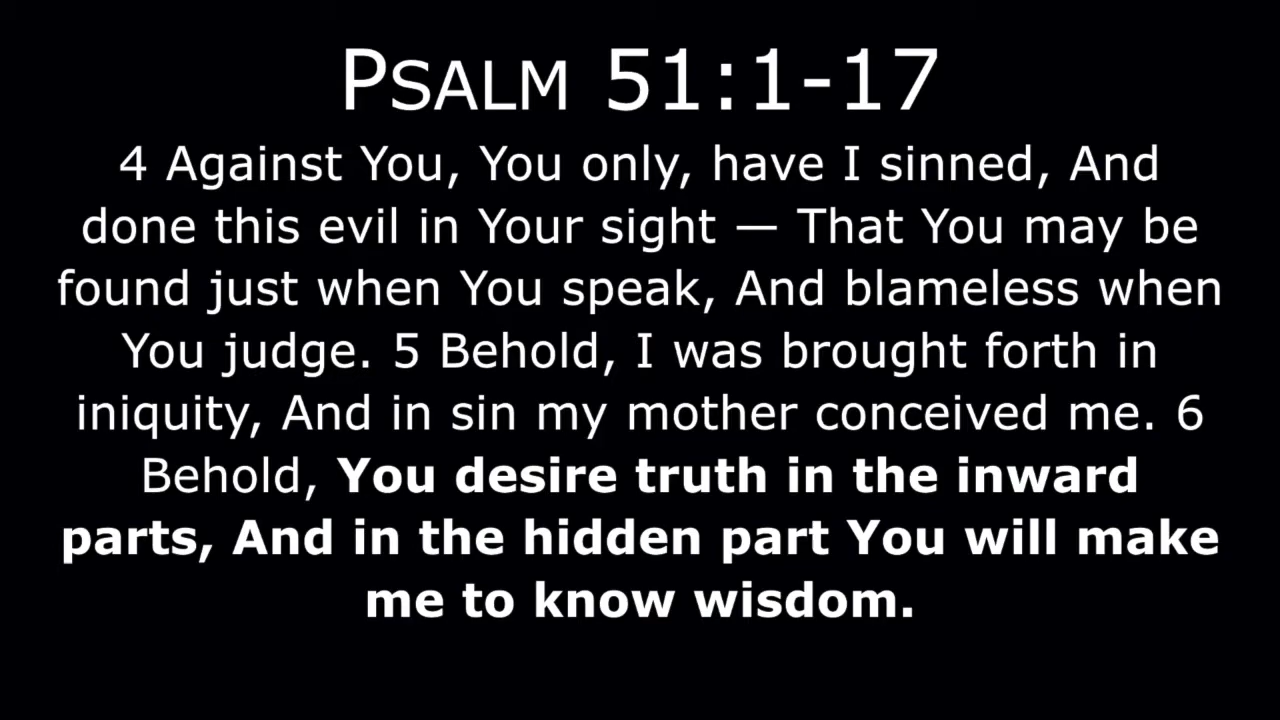 PSALM 51:1-17
4 Against You, You only, have I sinned, And
done this evil in Your sight — That You may be
found just when You speak, And blameless when
You judge. 5 Behold, I was brought forth in
iniquity, And in sin my mother conceived me. 6
Behold, You desire truth in the inward
parts, And in the hidden part You will make
me to know wisdom.